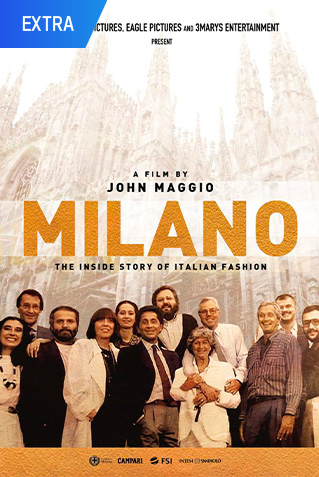 EXTRA
PICTURES, EAGLE PICTURES AND 3MARYS ENTERTAINMENT
PRESENT
A FILM BY
JOHN MAGGIO
MILANO
THE INSIDE STORY OF ITALIAN FASHION
CAMPARI FSI